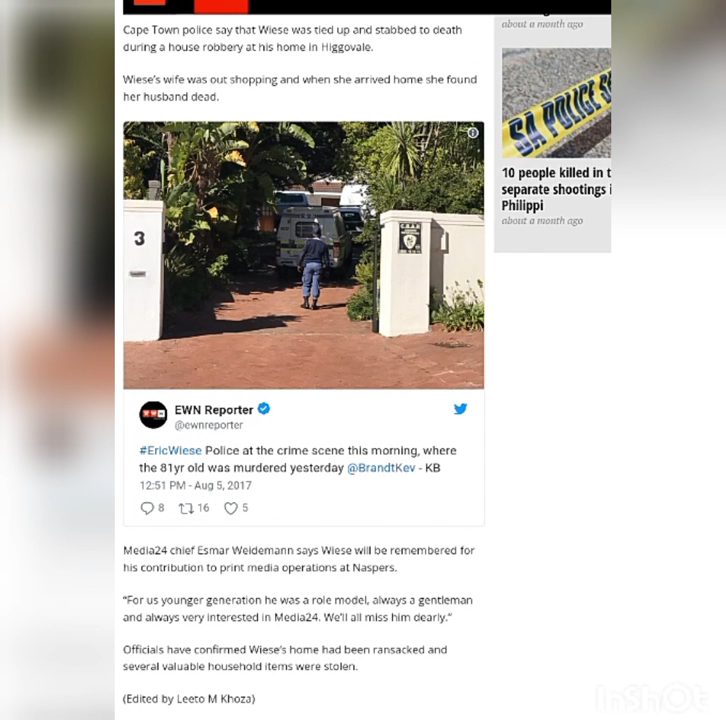 Cape Town police say that Wiese was tied up and stabbed to death
during a house robbery at his home in Higgovale.
Wiese's wife was out shopping and when she arrived home she found
her husband dead.
3
EWN Reporter
@ewnreporter
#EricWiese Police at the crime scene this morning, where
the 81yr old was murdered yesterday @BrandtKev - KB
12:51 PM - Aug 5, 2017
8 16 5
Media24 chief Esmar Weidemann says Wiese will be remembered for
his contribution to print media operations at Naspers.
“For us younger generation he was a role model, always a gentleman
and always very interested in Media24. We'll all miss him dearly.”
Officials have confirmed Wiese's home had been ransacked and
several valuable household items were stolen.
(Edited by Leeto M Khoza)
about a month ago
SA POLICE
10 people killed in t
separate shootings i
Philippi
about a month ago
InShOt